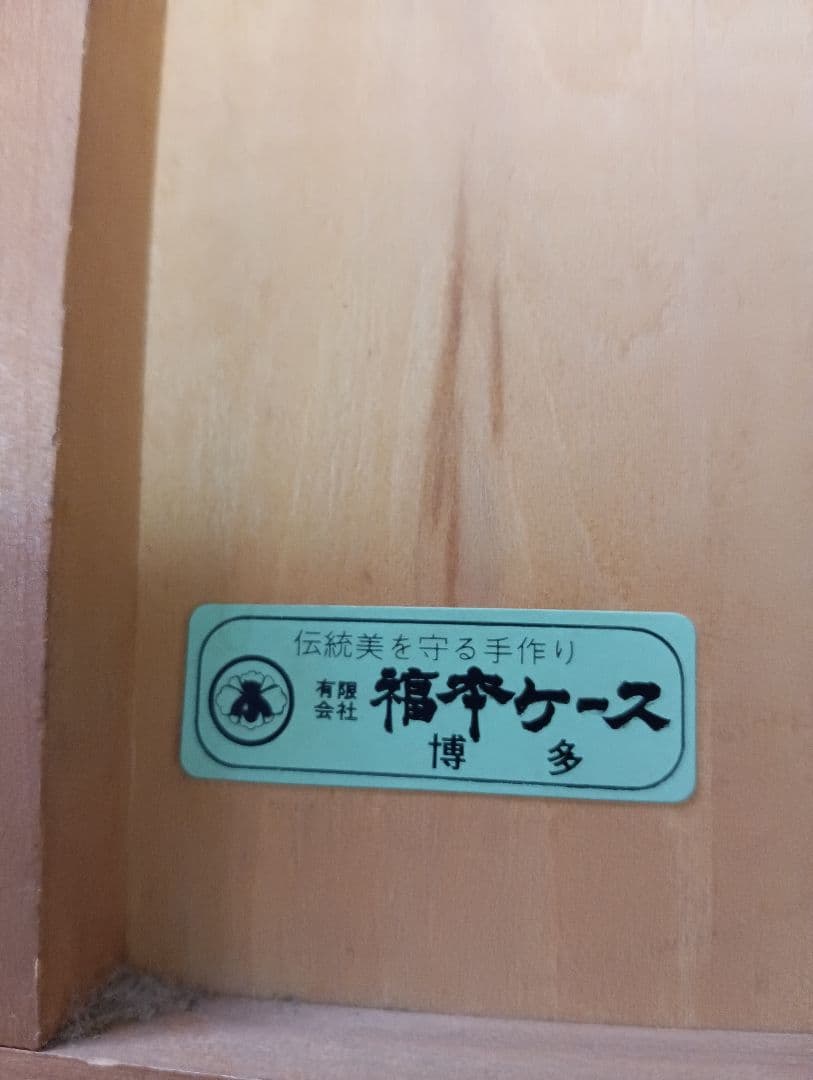 伝統美を守る手作り
有限会社 福本ケース
博多